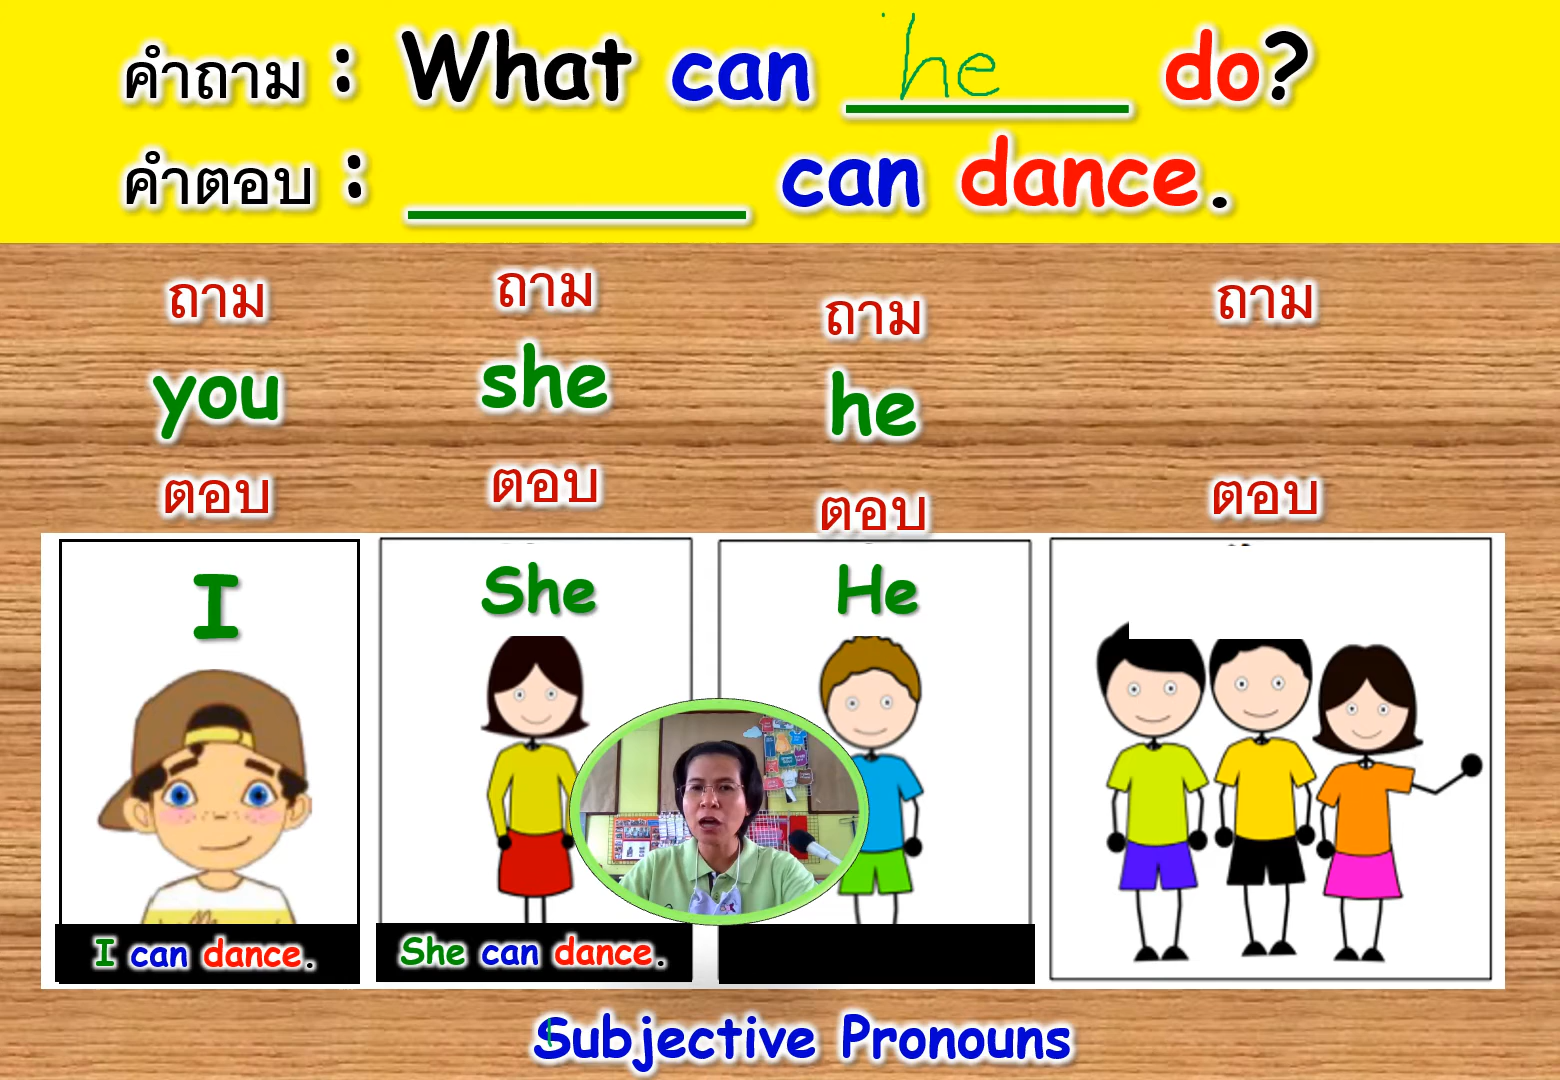 คำถาม : What can he do?
คำตอบ : ________ can dance.
ถาม ถาม ถาม ถาม
you she he
ตอบ ตอบ ตอบ ตอบ
I She He
I can dance. She can dance.
Subjective Pronouns